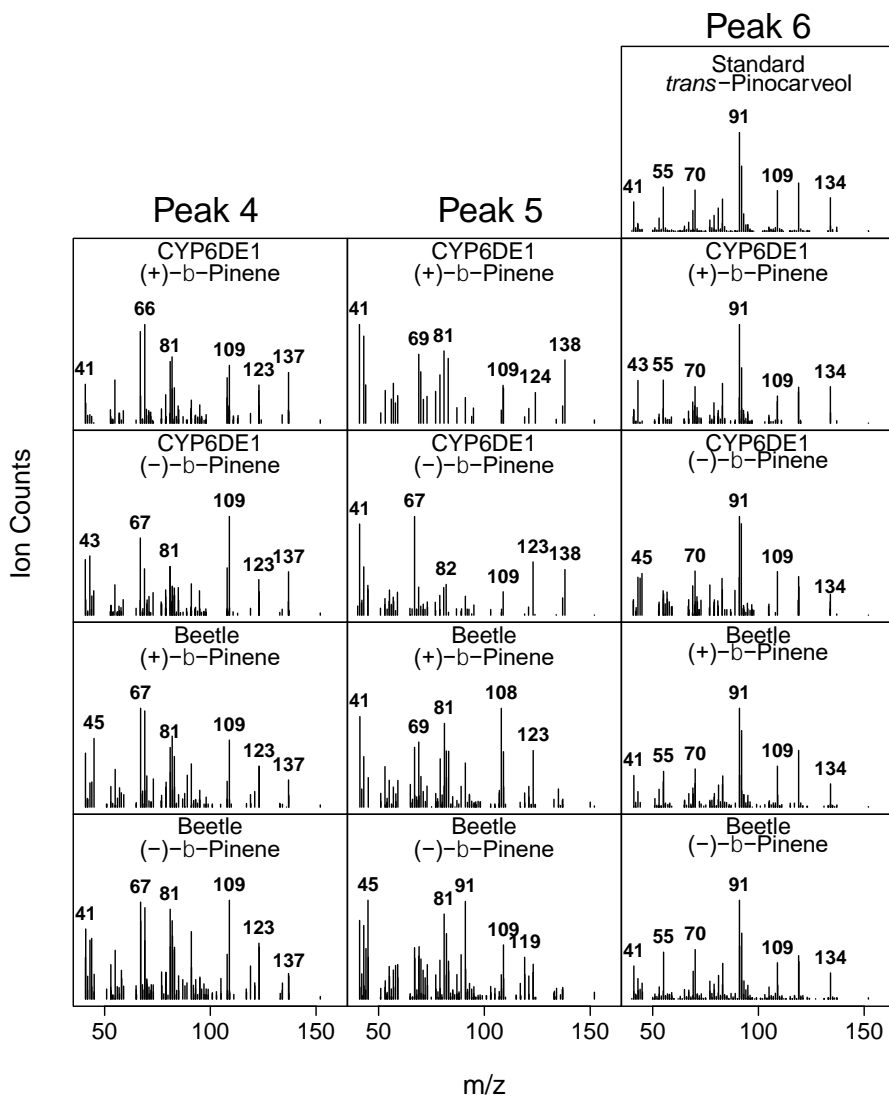 Peak 6
Standard
trans−Pinocarveol
91
41 55 70 109 134
Peak 4 Peak 5
CYP6DE1
(+)−b−Pinene
66
81
41 109 123 137
CYP6DE1
(+)−b−Pinene
41
69 81
109 124 138
CYP6DE1
(+)−b−Pinene
91
43 55 70 109 134
CYP6DE1
(−)−b−Pinene
109
67
43 81
123 137
CYP6DE1
(−)−b−Pinene
67
41
82 109 123 138
CYP6DE1
(−)−b−Pinene
91
45 70 109
134
Beetle
(+)−b−Pinene
67
45 81 109
123 137
Beetle
(+)−b−Pinene
108
41 81
69 123
Beetle
(+)−b−Pinene
91
41 55 70 109 134
Beetle
(−)−b−Pinene
67 81 109
41
123 137
Beetle
(−)−b−Pinene
45 91
81
109 119
Beetle
(−)−b−Pinene
91
41 55 70 109 134
Ion Counts
50 100 150 50 100 150 50 100 150
m/z